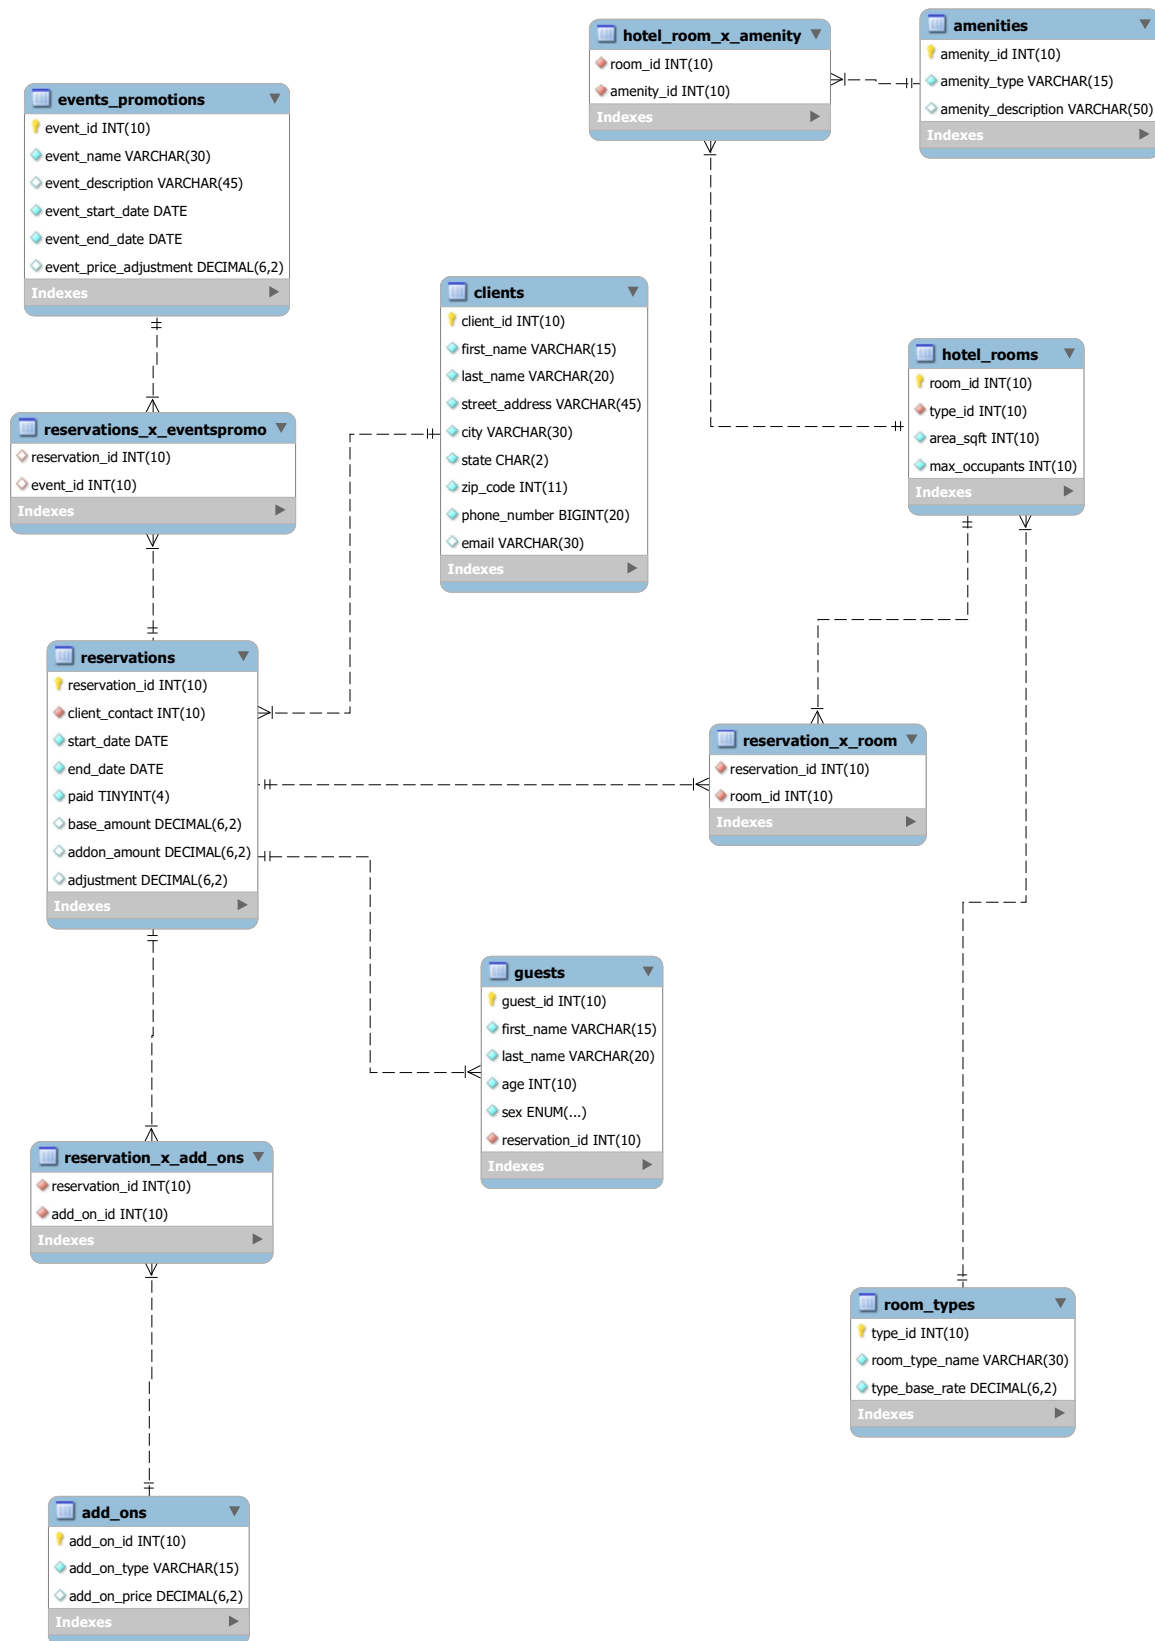 hotel_room_x_amenity
room_id INT(10)
amenity_id INT(10)
Indexes
amenities
amenity_id INT(10)
amenity_type VARCHAR(15)
amenity_description VARCHAR(50)
Indexes
events_promotions
event_id INT(10)
event_name VARCHAR(30)
event_description VARCHAR(45)
event_start_date DATE
event_end_date DATE
event_price_adjustment DECIMAL(6,2)
Indexes
clients
client_id INT(10)
first_name VARCHAR(15)
last_name VARCHAR(20)
street_address VARCHAR(45)
city VARCHAR(30)
state CHAR(2)
zip_code INT(11)
phone_number BIGINT(20)
email VARCHAR(30)
Indexes
hotel_rooms
room_id INT(10)
type_id INT(10)
area_sqft INT(10)
max_occupants INT(10)
Indexes
reservations_x_eventspromo
reservation_id INT(10)
event_id INT(10)
Indexes
reservations
reservation_id INT(10)
client_contact INT(10)
start_date DATE
end_date DATE
paid TINYINT(4)
base_amount DECIMAL(6,2)
addon_amount DECIMAL(6,2)
adjustment DECIMAL(6,2)
Indexes
reservation_x_room
reservation_id INT(10)
room_id INT(10)
Indexes
guests
guest_id INT(10)
first_name VARCHAR(15)
last_name VARCHAR(20)
age INT(10)
sex ENUM(...)
reservation_id INT(10)
Indexes
reservation_x_add_ons
reservation_id INT(10)
add_on_id INT(10)
Indexes
room_types
type_id INT(10)
room_type_name VARCHAR(30)
type_base_rate DECIMAL(6,2)
Indexes
add_ons
add_on_id INT(10)
add_on_type VARCHAR(15)
add_on_price DECIMAL(6,2)
Indexes